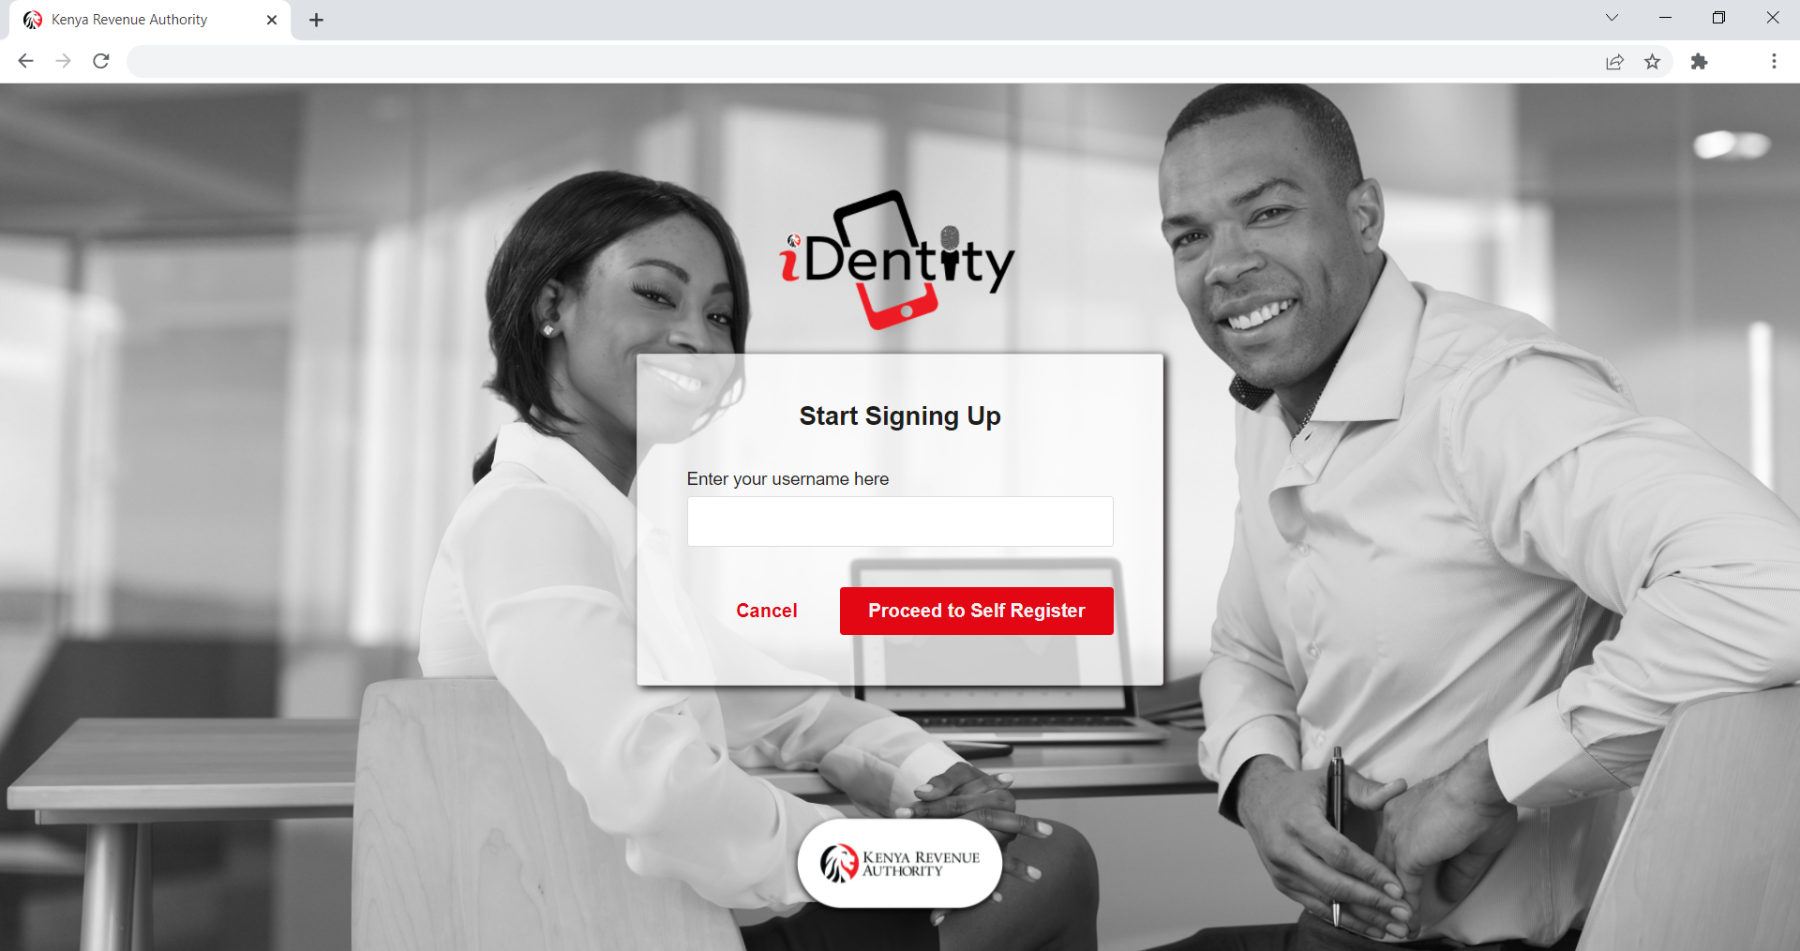 Kenya Revenue Authority
iDentity
Start Signing Up
Enter your username here
Cancel
Proceed to Self Register
KENYA REVENUE
AUTHORITY